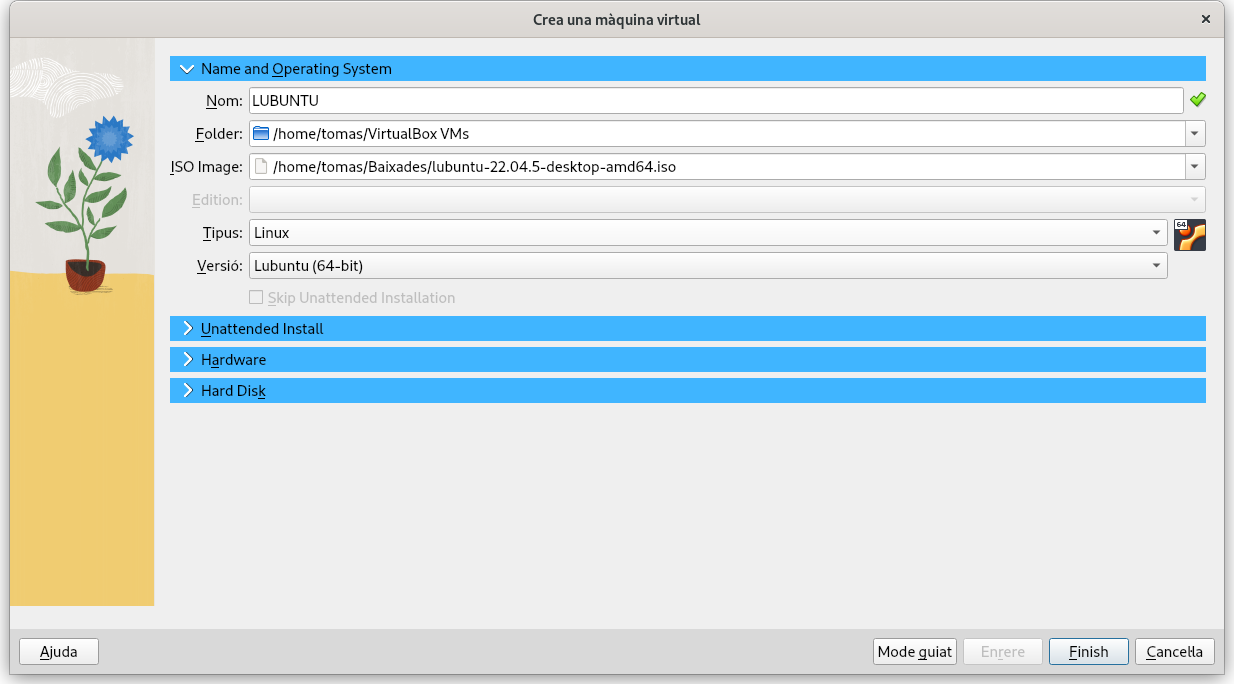 Crea una màquina virtual
Name and Operating System
Nom: LUBUNTU
Folder: /home/tomas/VirtualBox VMs
ISO Image: /home/tomas/Baixades/lubuntu-22.04.5-desktop-amd64.iso
Edition:
Tipus: Linux
64
Versió: Lubuntu (64-bit)
Skip Unattended Installation
Unattended Install
Hardware
Hard Disk
Ajuda Mode guiat Enrere Finish Cancel·la